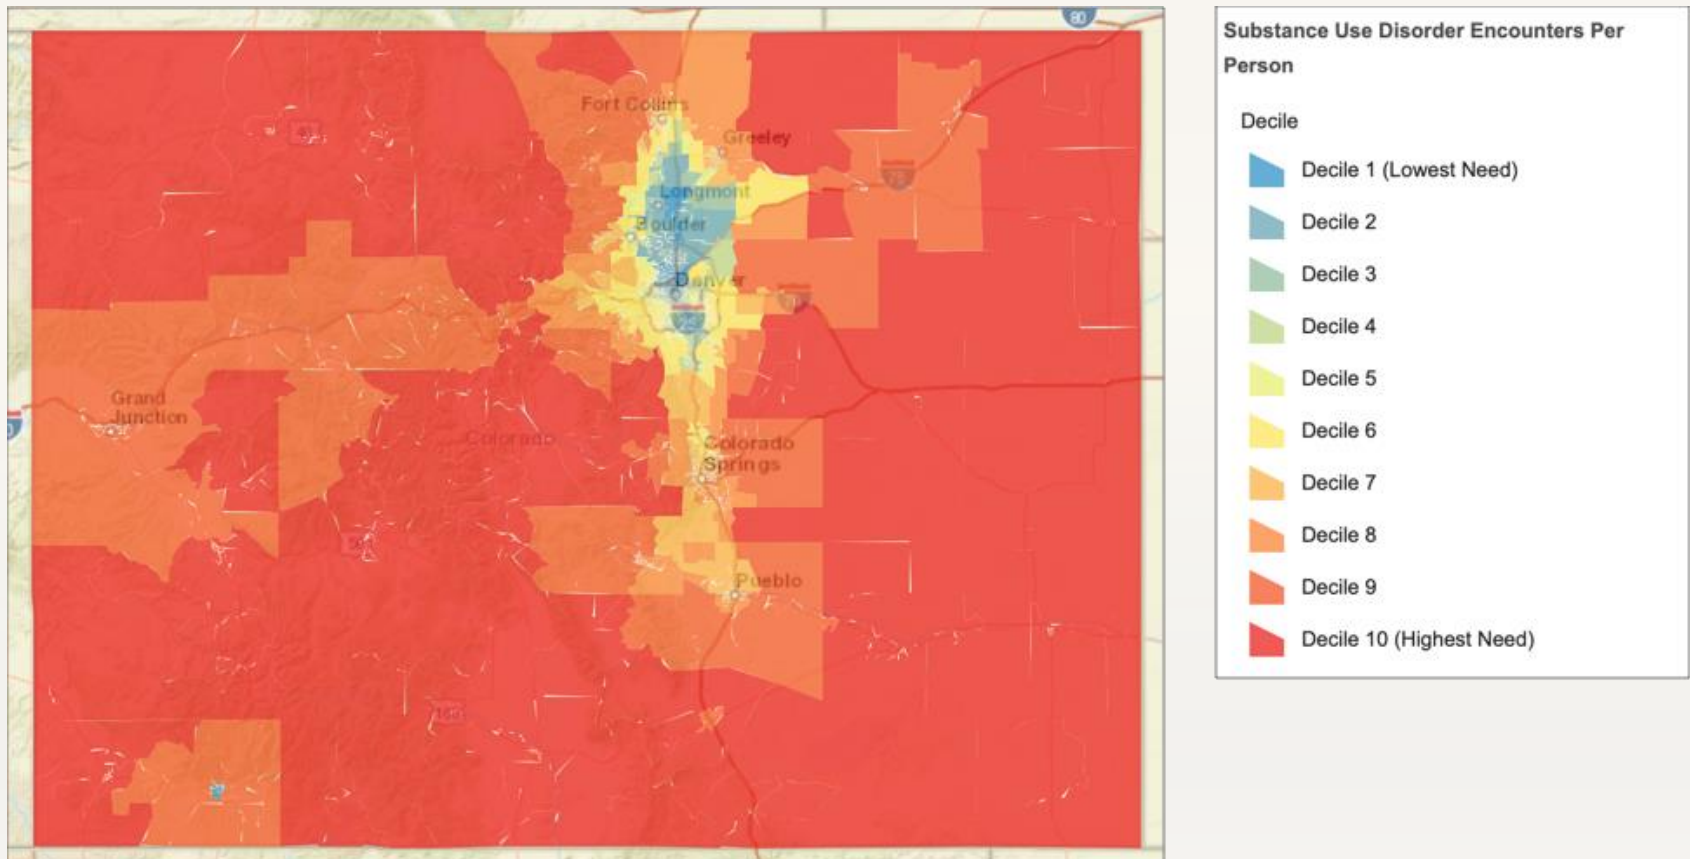 80
Fort Collins
Greeley
Longmont
Boulder
Denver
25
Grand
Junction
Colorado
Colorado
Springs
Pueblo
Substance Use Disorder Encounters Per
Person
Decile
Decile 1 (Lowest Need)
Decile 2
Decile 3
Decile 4
Decile 5
Decile 6
Decile 7
Decile 8
Decile 9
Decile 10 (Highest Need)